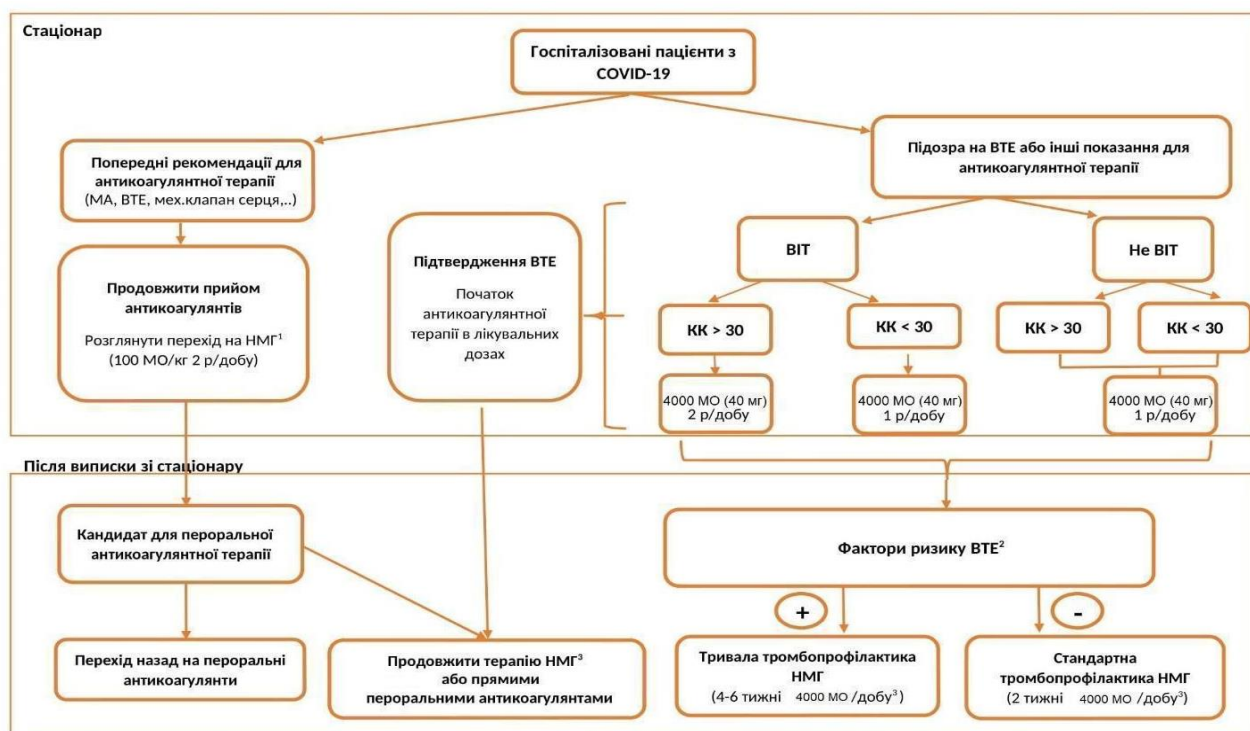 Стаціонар
Госпіталізовані пацієнти з
COVID-19
Попередні рекомендації для
антикоагулянтної терапії
(МА, ВТЕ, мех.клапан серця,..)
Підозра на ВТЕ або інші показання для
антикоагулянтної терапії
Продовжити прийом
антикоагулянтів
Розглянути перехід на НМГ¹
(100 МО/кг 2 р/добу)
Підтвердження ВТЕ
Початок
антикоагулянтної
терапії в лікувальних
дозах
ВІТ
Не ВІТ
КК > 30
КК < 30
КК > 30
КК < 30
4000 МО (40 мг)
2 р/добу
4000 МО (40 мг)
1 р/добу
4000 МО (40 мг)
1 р/добу
Після виписки зі стаціонару
Кандидат для пероральної
антикоагулянтної терапії
Фактори ризику ВТЕ²
+
-
Перехід назад на пероральні
антикоагулянти
Продовжити терапію НМГ³
або прямими
пероральними антикоагулянтами
Тривала тромбопрофілактика
НМГ
(4-6 тижні 4000 МО /добу³)
Стандартна
тромбопрофілактика НМГ
(2 тижні 4000 МО /добу³)